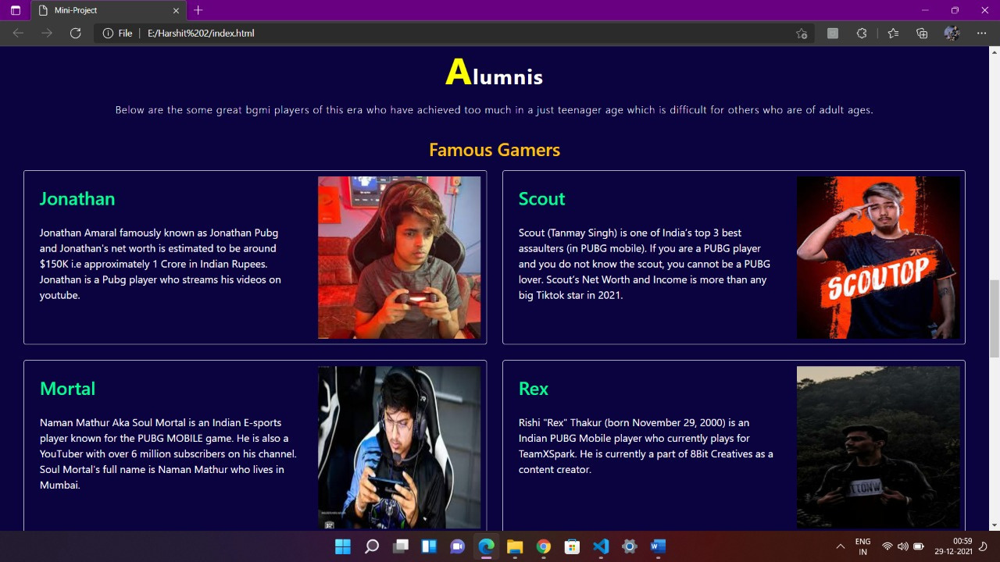 Mini-Project
File
E:/Harshit%202/index.html
Alumnis
Below are the some great bgmi players of this era who have achieved too much in a just teenager age which is difficult for others who are of adult ages.
Famous Gamers
Jonathan
Jonathan Amaral famously known as Jonathan Pubg
and Jonathan's net worth is estimated to be around
$150K i.e approximately 1 Crore in Indian Rupees.
Jonathan is a Pubg player who streams his videos on
youtube.
Scout
Scout (Tanmay Singh) is one of India's top 3 best
assaulters (in PUBG mobile). If you are a PUBG player
and you do not know the scout, you cannot be a PUBG
lover. Scout's Net Worth and Income is more than any
big Tiktok star in 2021.
SCOUTOP
Mortal
Naman Mathur Aka Soul Mortal is an Indian E-sports
player known for the PUBG MOBILE game. He is also a
YouTuber with over 6 million subscribers on his channel.
Soul Mortal's full name is Naman Mathur who lives in
Mumbai.
Rex
Rishi "Rex" Thakur (born November 29, 2000) is an
Indian PUBG Mobile player who currently plays for
TeamXSpark. He is currently a part of 8Bit Creatives as a
content creator.
ENG
IN
00:59
29-12-2021